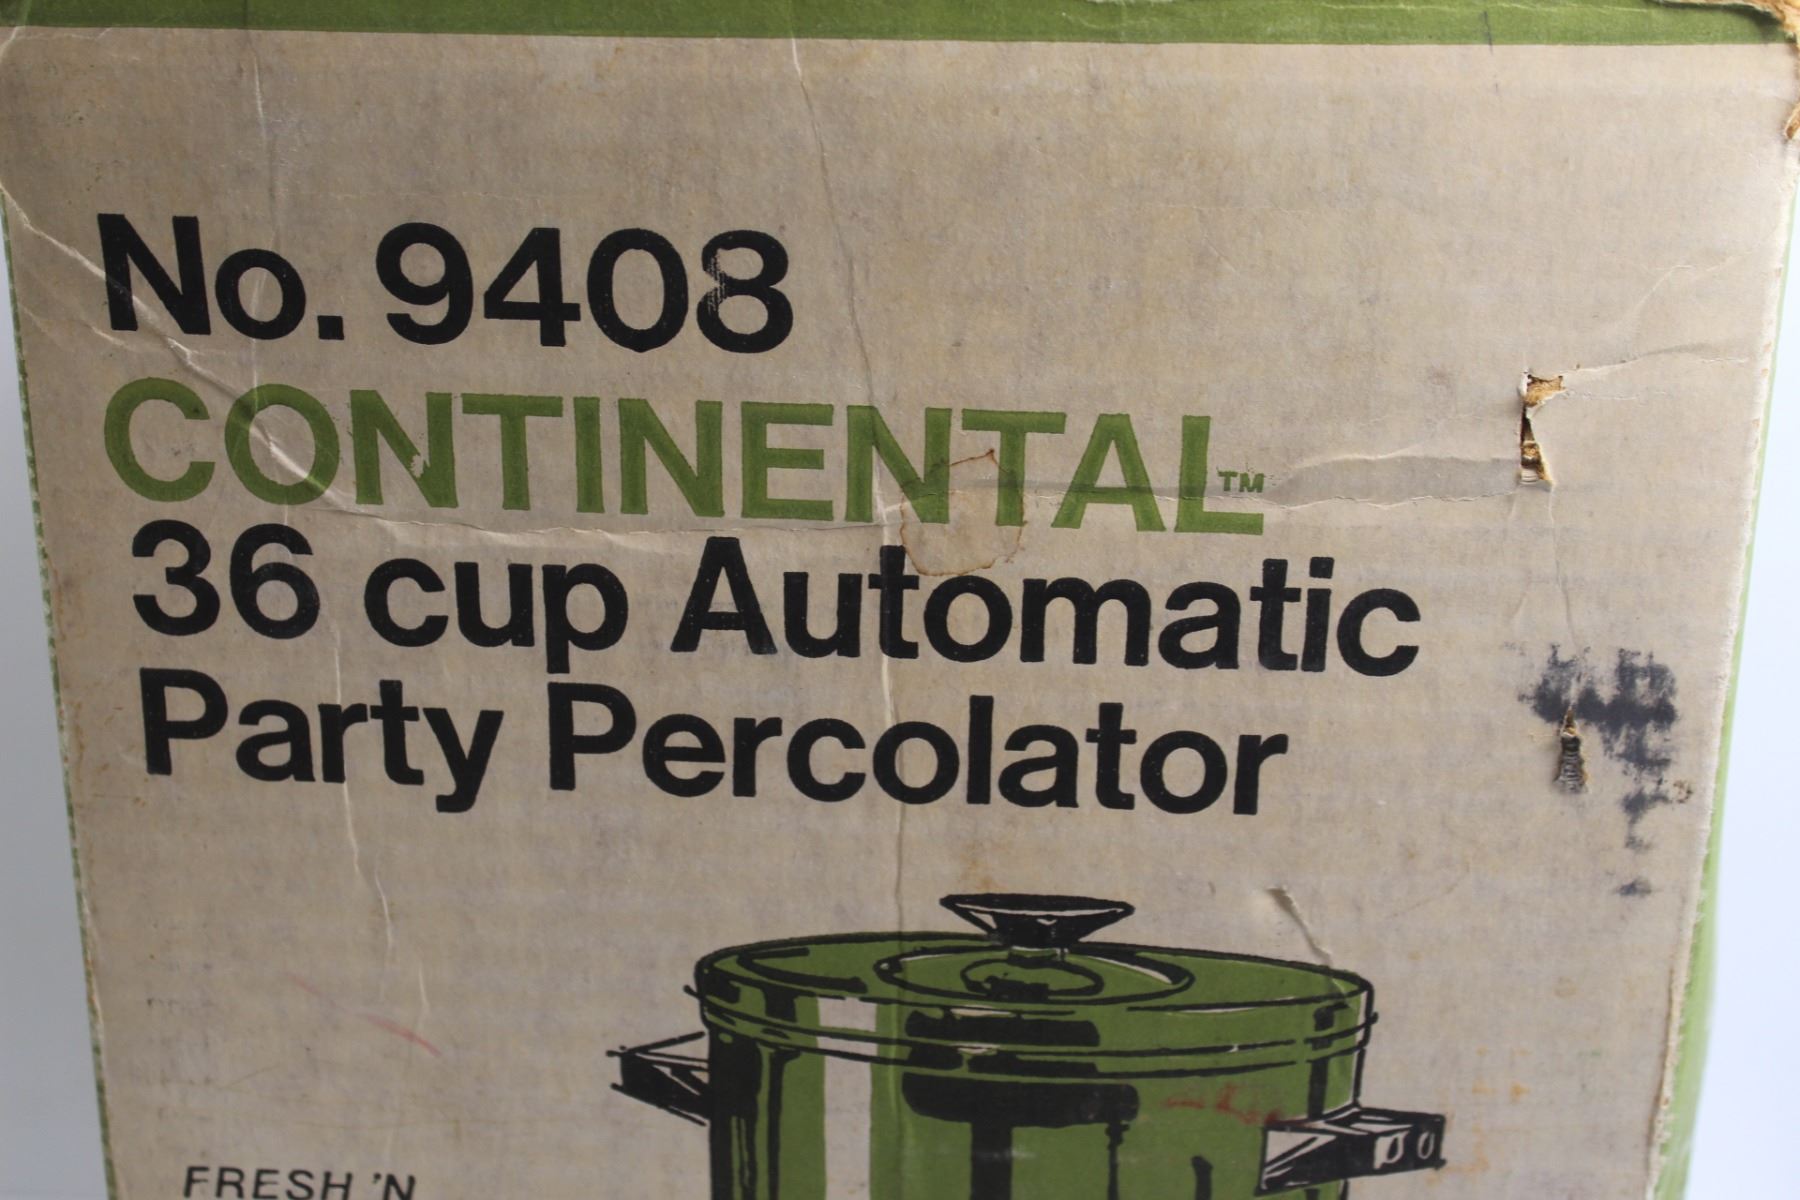 No. 9408
CONTINENTAL™
36 cup Automatic
Party Percolator
FRESH 'N